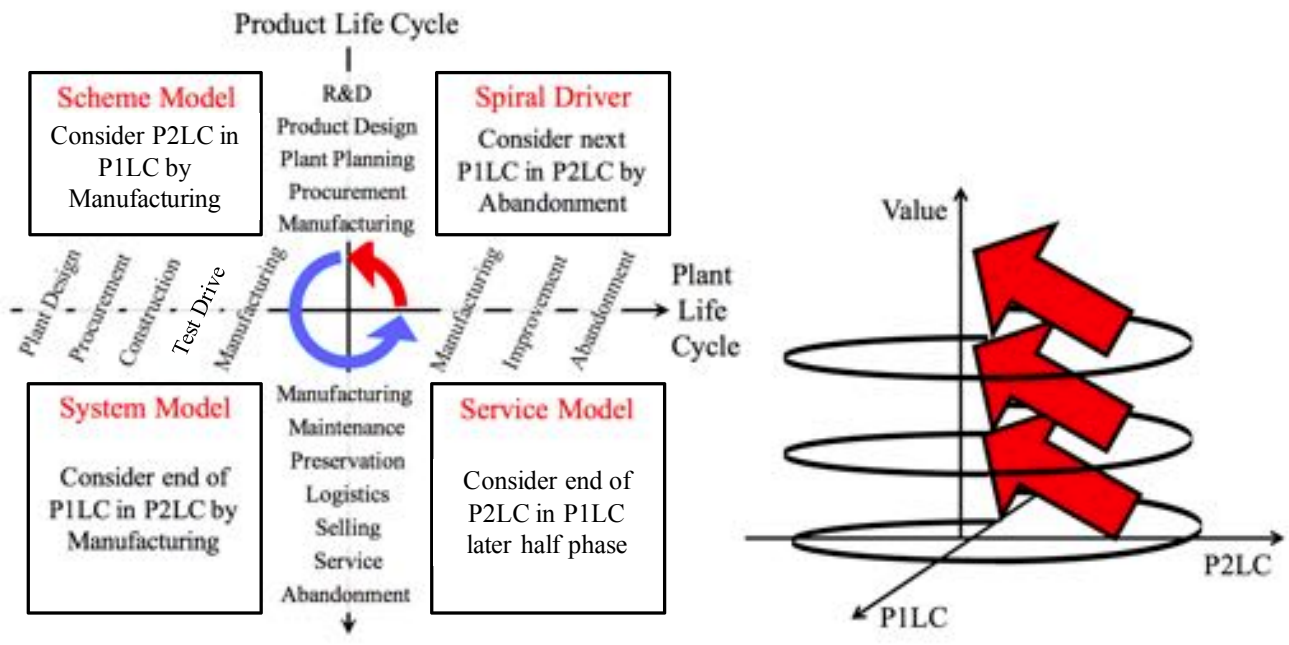 Product Life Cycle
Scheme Model
Consider P2LC in
P1LC by
Manufacturing
R&D
Product Design
Plant Planning
Procurement
Manufacturing
Spiral Driver
Consider next
P1LC in P2LC by
Abandonment
Plant Design
Procurement
Construction
Test Drive
Manufacturing
Manufacturing
Improvement
Abandonment
Plant
Life
Cycle
System Model
Consider end of
P1LC in P2LC by
Manufacturing
Manufacturing
Maintenance
Preservation
Logistics
Selling
Service
Abandonment
Service Model
Consider end of
P2LC in P1LC
later half phase
Value
P2LC
P1LC